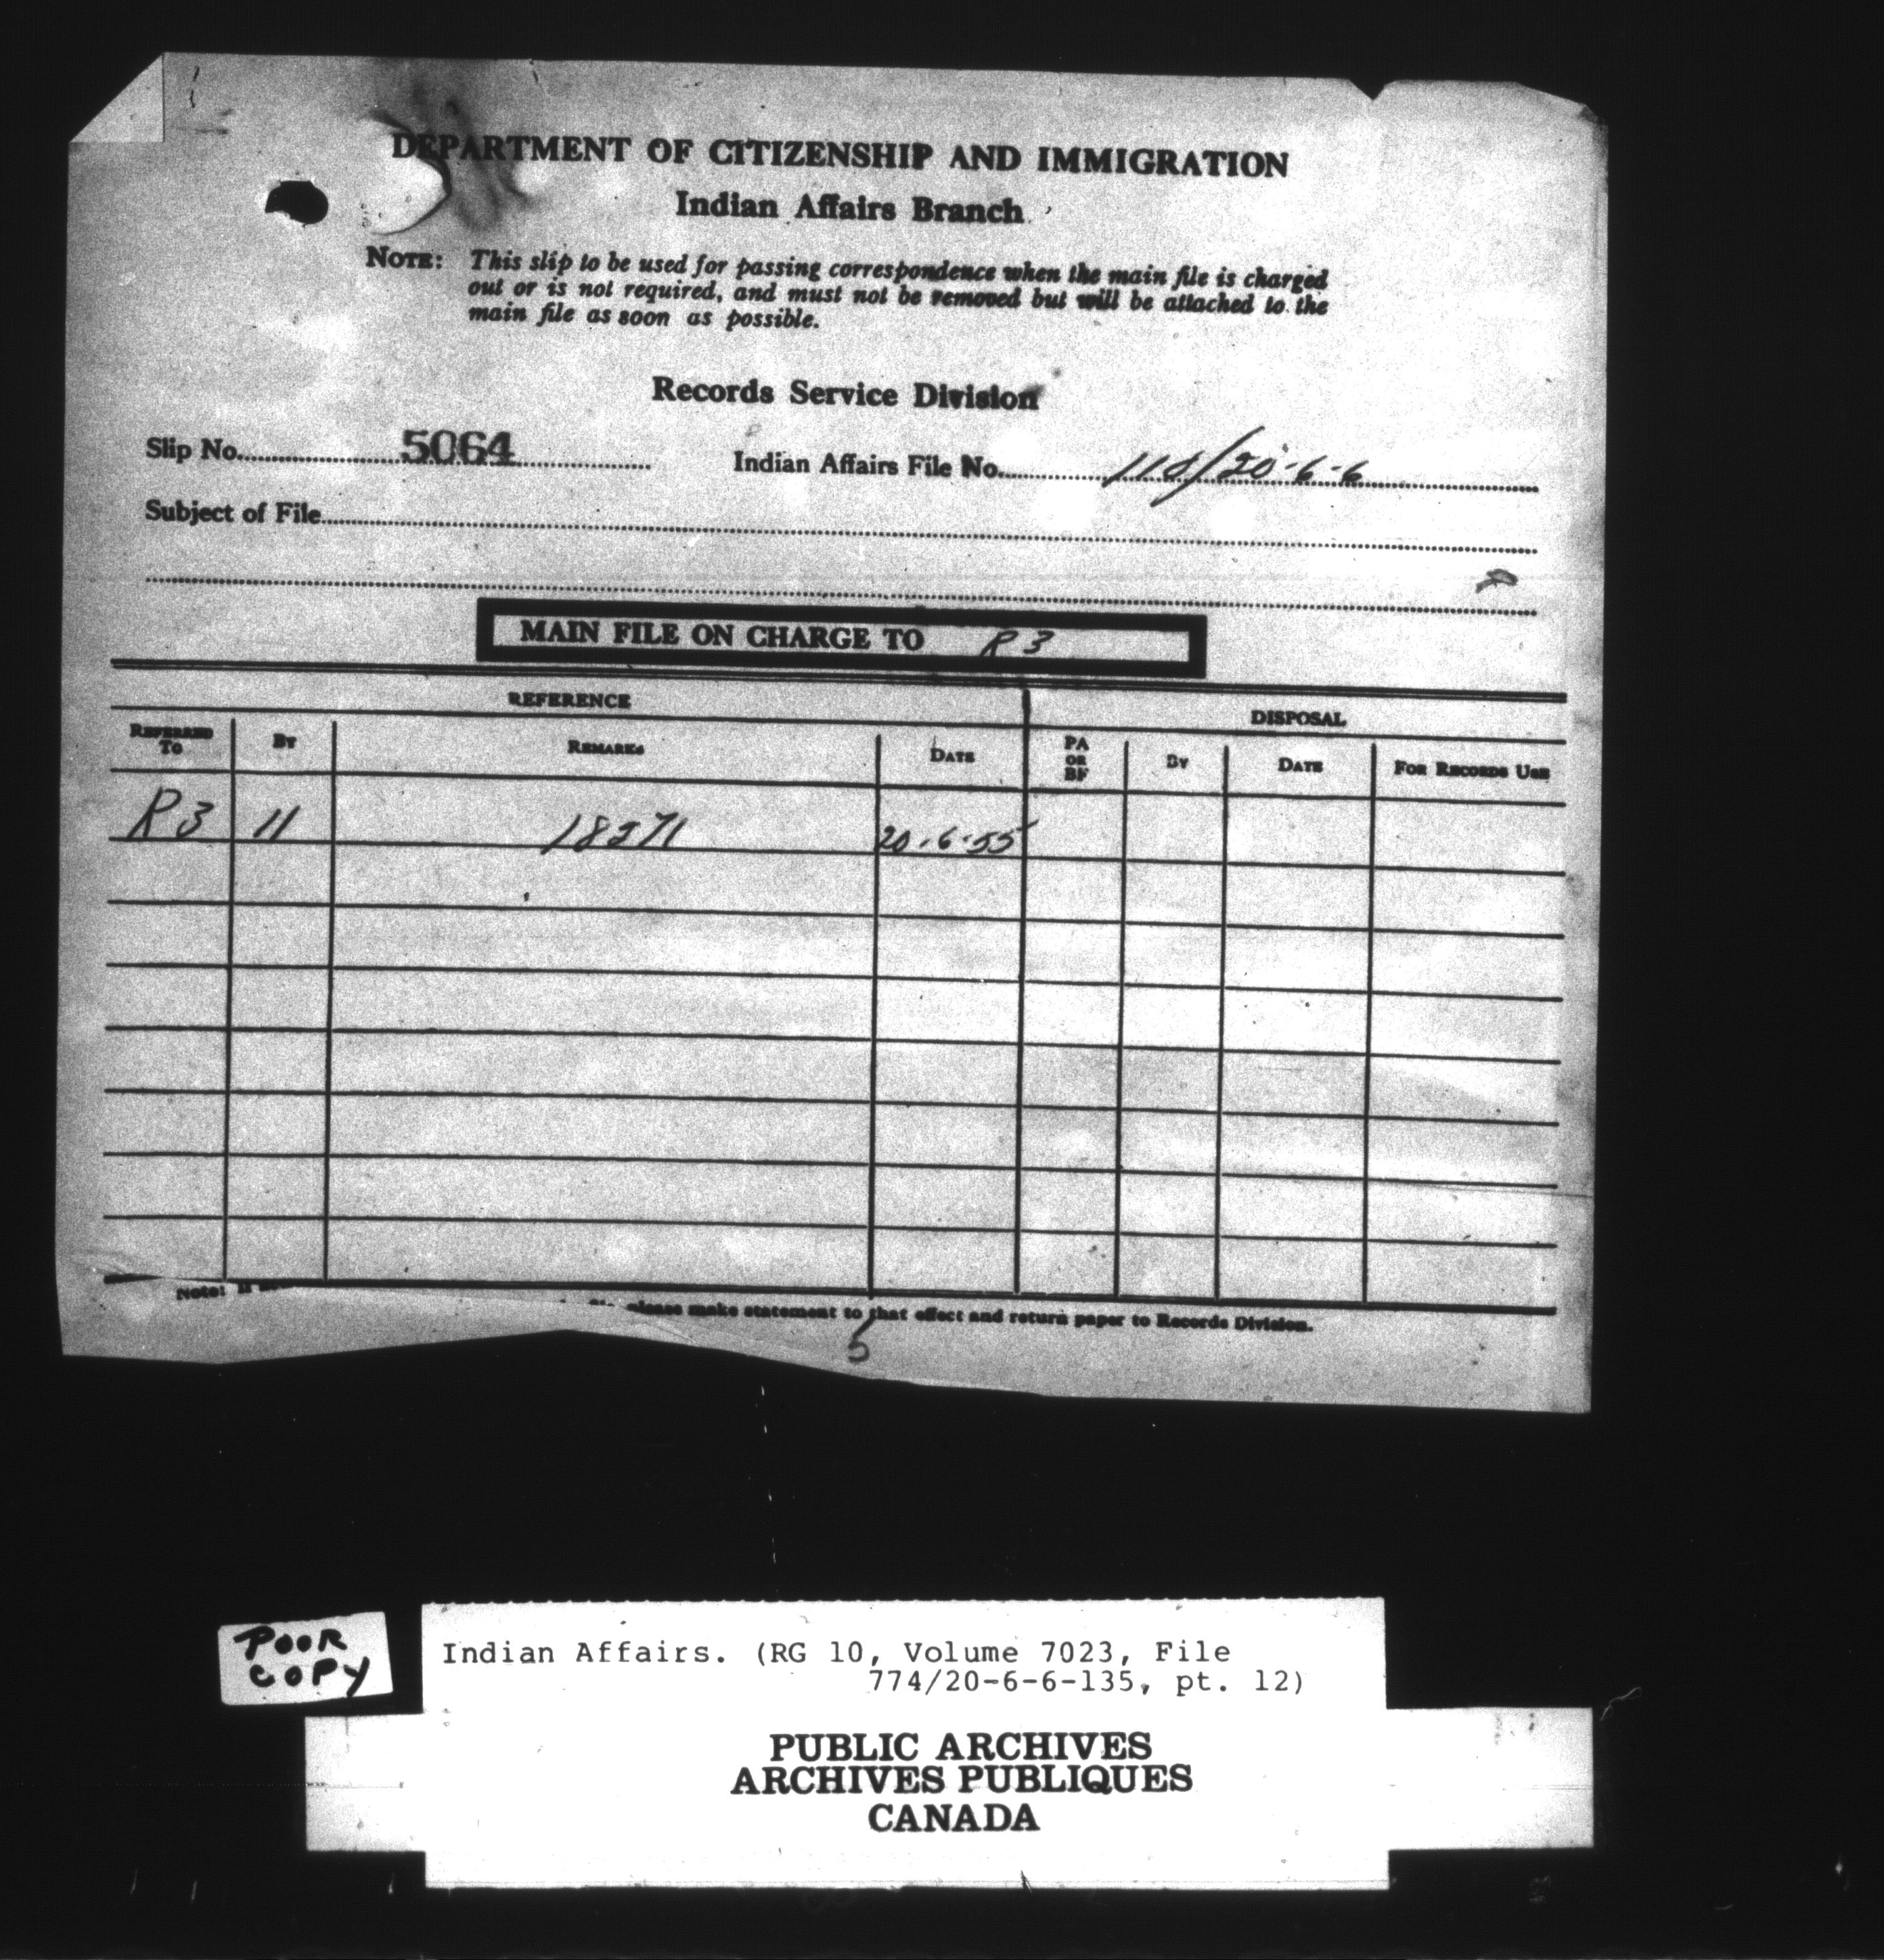 DEPARTMENT OF CITIZENSHIP AND IMMIGRATION
Indian Affairs Branch
NOTE: This slip to be used for passing correspondence when the main file is charged
out or is not required, and must not be removed but will be attached to the
main file as soon as possible.
Records Service Division
Slip No. 5064 Indian Affairs File No. 118/20-6-6
Subject of File
MAIN FILE ON CHARGE TO R3
REFERENCE DISPOSAL
REFERRED TO BY REMARKS DATE PA OR BF BY DATE FOR RECORDS USE
R3 11 18271 20-6-55
Note: please make statement to that effect and return paper to Records Division.
5
POOR
COPY
Indian Affairs. (RG 10, Volume 7023, File
774/20-6-6-135, pt. 12)
PUBLIC ARCHIVES
ARCHIVES PUBLIQUES
CANADA